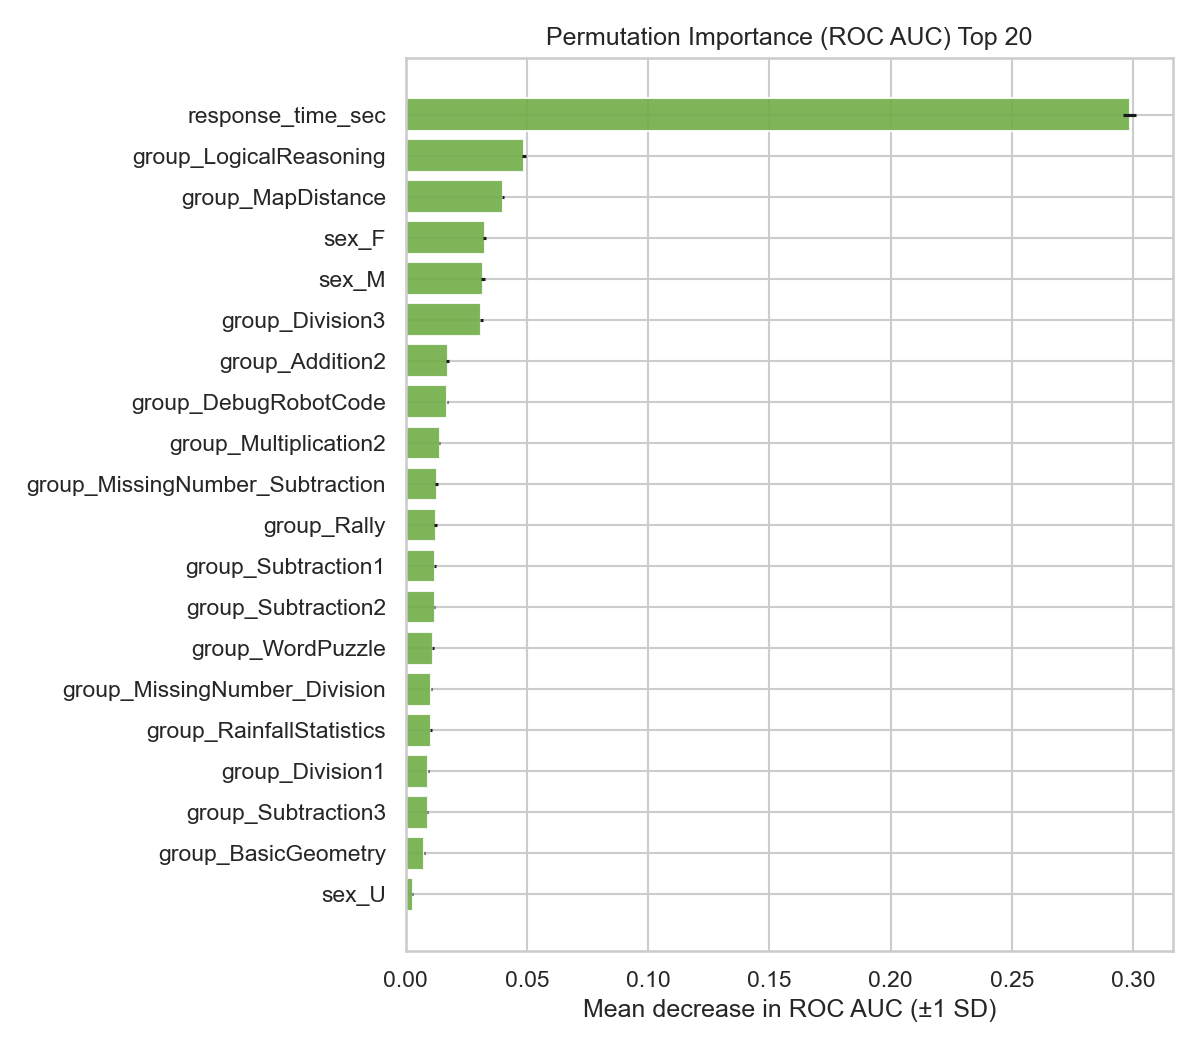 Permutation Importance (ROC AUC) Top 20
response_time_sec
group_LogicalReasoning
group_MapDistance
sex_F
sex_M
group_Division3
group_Addition2
group_DebugRobotCode
group_Multiplication2
group_MissingNumber_Subtraction
group_Rally
group_Subtraction1
group_Subtraction2
group_WordPuzzle
group_MissingNumber_Division
group_RainfallStatistics
group_Division1
group_Subtraction3
group_BasicGeometry
sex_U
0.00 0.05 0.10 0.15 0.20 0.25 0.30
Mean decrease in ROC AUC (±1 SD)